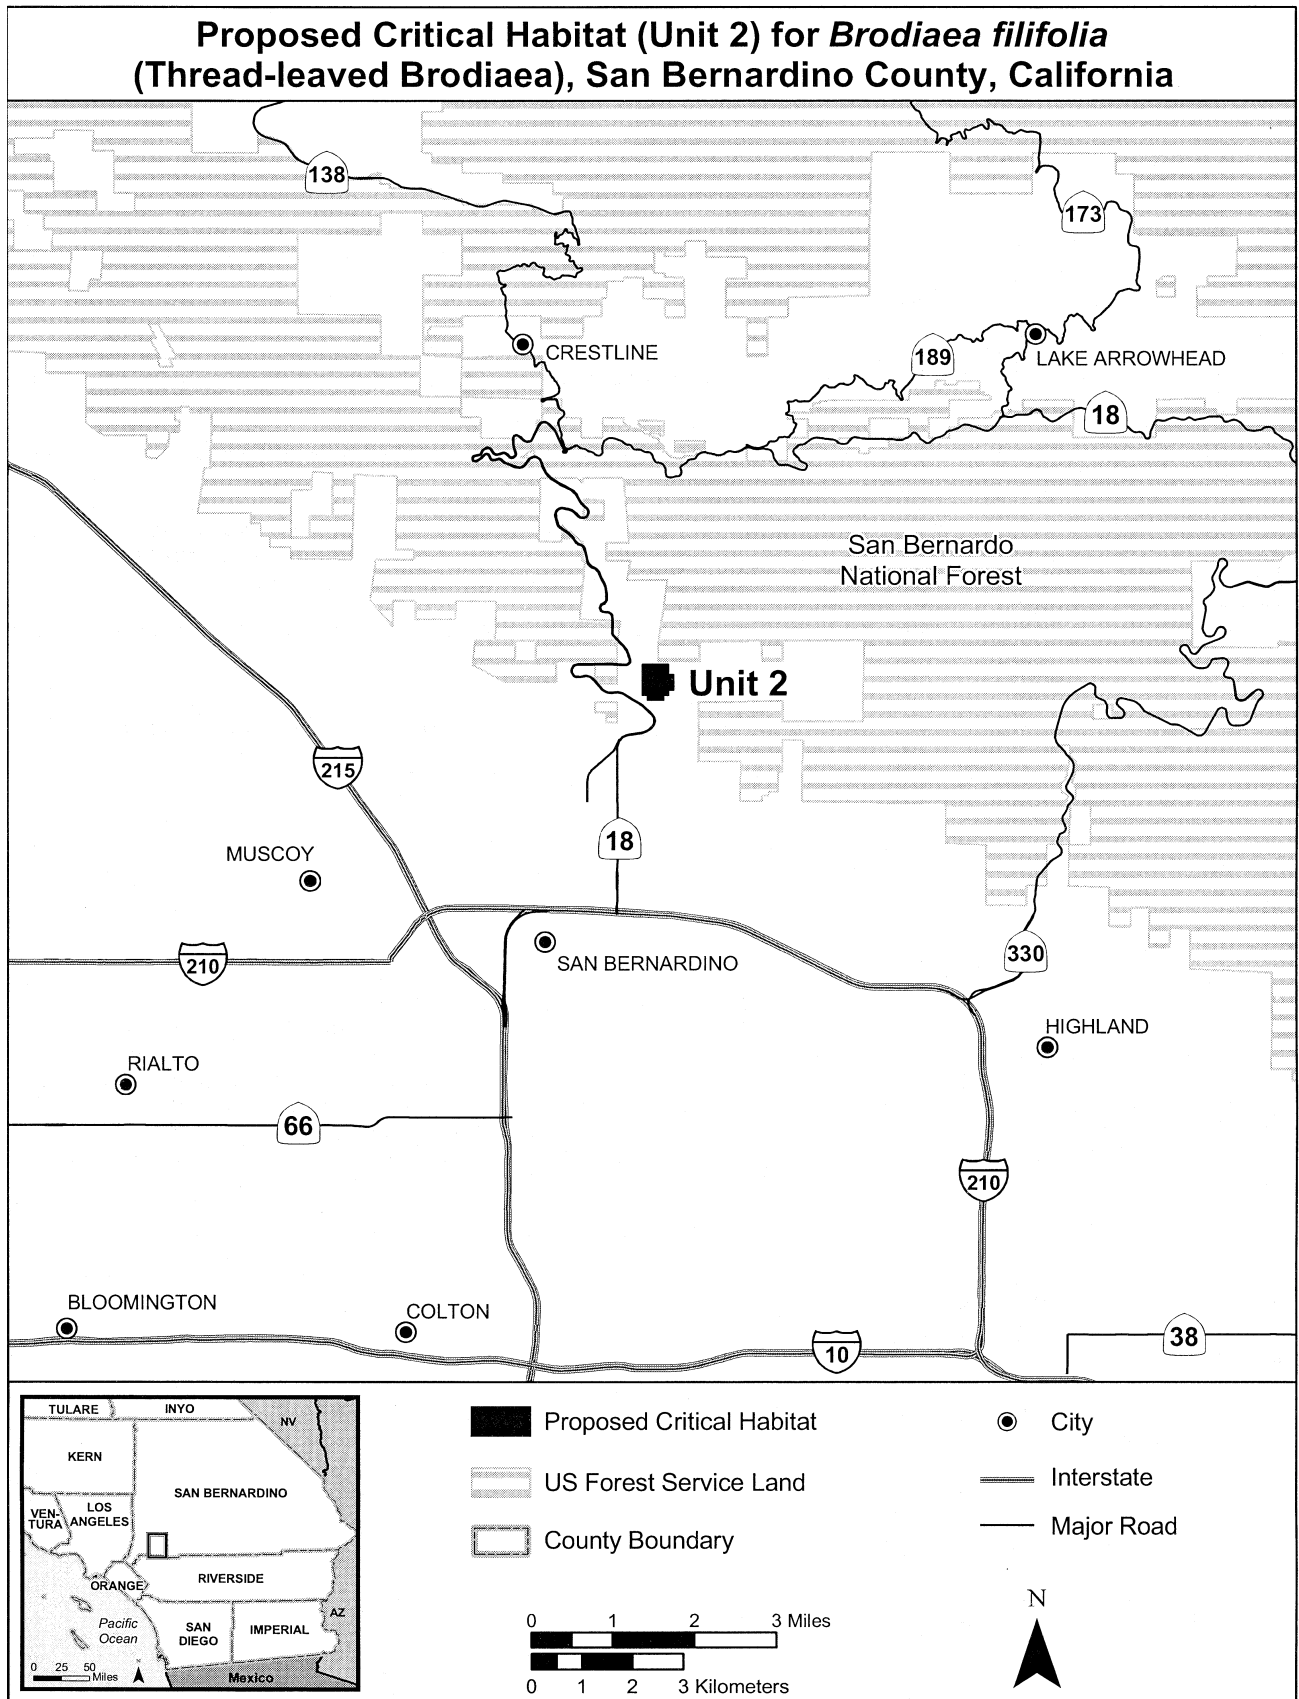 Proposed Critical Habitat (Unit 2) for Brodiaea filifolia
(Thread-leaved Brodiaea), San Bernardino County, California
138
173
CRESTLINE
189
LAKE ARROWHEAD
18
San Bernardo
National Forest
Unit 2
215
18
MUSCOY
330
210
SAN BERNARDINO
HIGHLAND
RIALTO
66
210
BLOOMINGTON
COLTON
10
38
TULARE
INYO
NV
KERN
SAN BERNARDINO
VEN-
TURA
LOS
ANGELES
ORANGE
RIVERSIDE
Pacific
Ocean
SAN
DIEGO
IMPERIAL
AZ
0 25 50
Miles
N
Mexico
Proposed Critical Habitat
US Forest Service Land
County Boundary
City
Interstate
Major Road
0 1 2 3 Miles
0 1 2 3 Kilometers
N